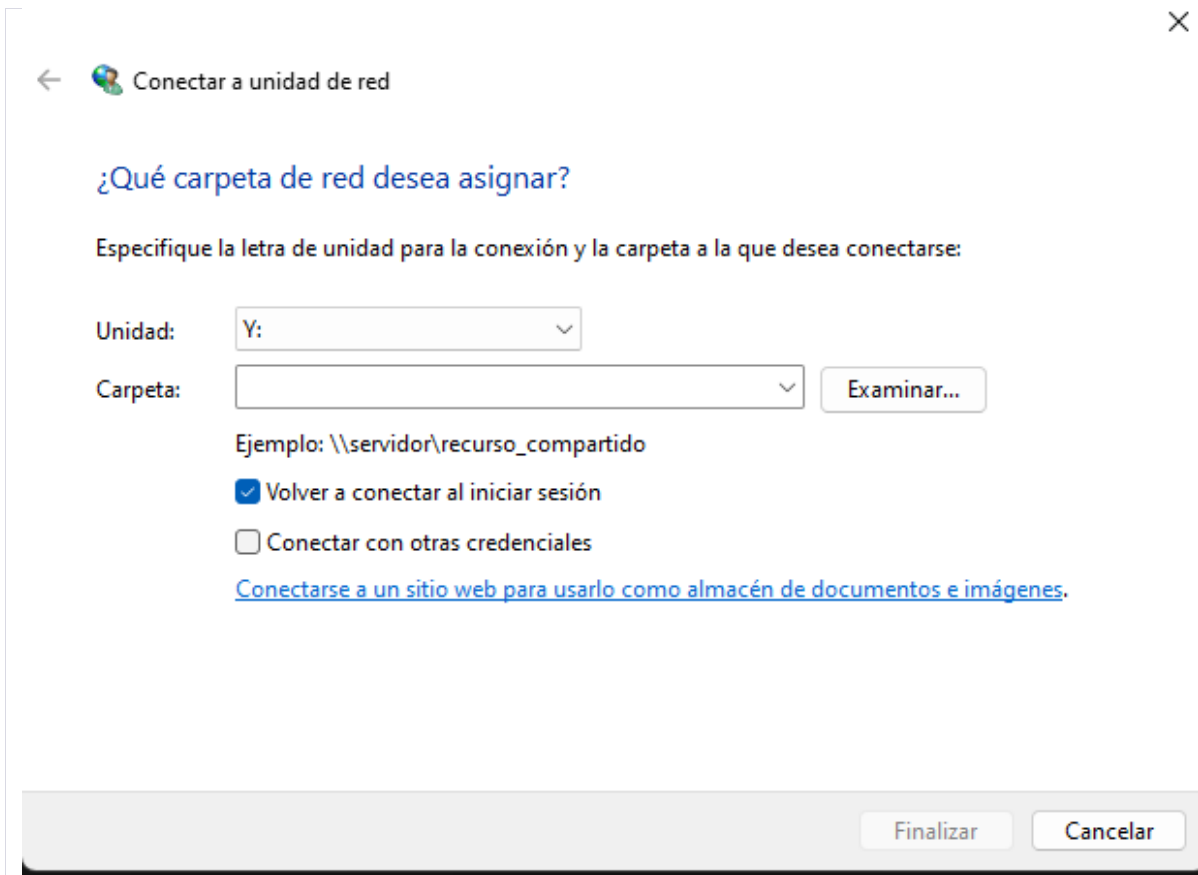 Conectar a unidad de red
¿Qué carpeta de red desea asignar?
Especifique la letra de unidad para la conexión y la carpeta a la que desea conectarse:
Unidad: Y:
Carpeta: Examinar...
Ejemplo: \\servidor\recurso_compartido
Volver a conectar al iniciar sesión
Conectar con otras credenciales
Conectarse a un sitio web para usarlo como almacén de documentos e imágenes.
Finalizar Cancelar